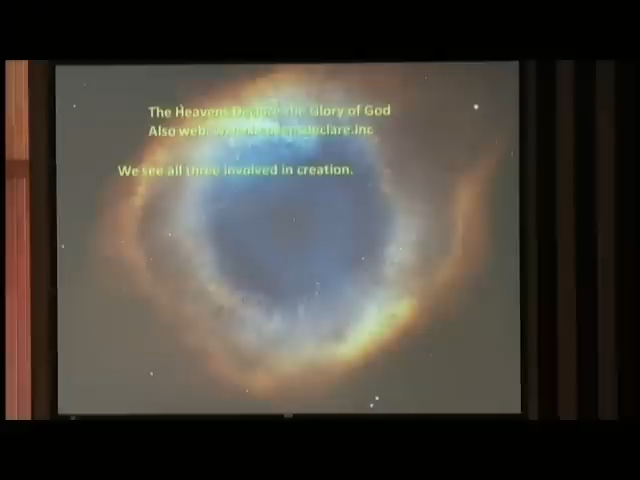 The Heavens Declare the Glory of God
Also web:
We see all three involved in creation.